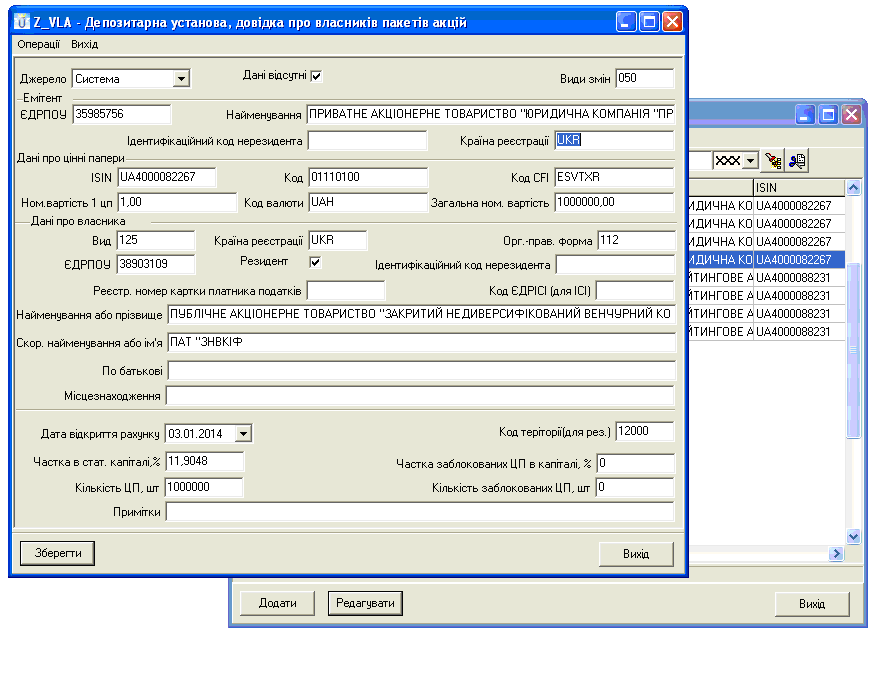 Z_VLA - Депозитарна установа, довідка про власників пакетів акцій
Операції Вихід
Джерело Система Дані відсутні Види змін 050
Емітент
ЄДРПОУ 35985756 Найменування ПРИВАТНЕ АКЦІОНЕРНЕ ТОВАРИСТВО "ЮРИДИЧНА КОМПАНІЯ "ПР
Ідентифікаційний код нерезидента Країна реєстрації UKR
Дані про цінні папери
ISIN UA4000082267 Код 01110100 Код CFI ESVTXR
Ном.вартість 1 цп 1,00 Код валюти UAH Загальна ном. вартість 1000000,00
Дані про власника
Вид 125 Країна реєстрації UKR Орг.-прав. форма 112
ЄДРПОУ 38903109 Резидент Ідентифікаційний код нерезидента
Реєстр. номер картки платника податків Код ЄДРІСІ (для ІСІ)
Найменування або прізвище ПУБЛІЧНЕ АКЦІОНЕРНЕ ТОВАРИСТВО "ЗАКРИТИЙ НЕДИВЕРСИФІКОВАНИЙ ВЕНЧУРНИЙ КО
Скор. найменування або ім'я ПАТ "ЗНВКІФ
По батькові
Місцезнаходження
Дата відкриття рахунку 03.01.2014 Код території(для рез.) 12000
Частка в стат. капіталі,% 11,9048 Частка заблокованих ЦП в капіталі, % 0
Кількість ЦП, шт 1000000 Кількість заблокованих ЦП, шт 0
Примітки
Зберегти Вихід
XXX
ISIN
ИДИЧНА КО UA4000082267
ИДИЧНА КО UA4000082267
ИДИЧНА КО UA4000082267
ИДИЧНА КО UA4000082267
ЙТИНГОВЕ А UA4000088231
ЙТИНГОВЕ А UA4000088231
ЙТИНГОВЕ А UA4000088231
ЙТИНГОВЕ А UA4000088231
Додати Редагувати Вихід